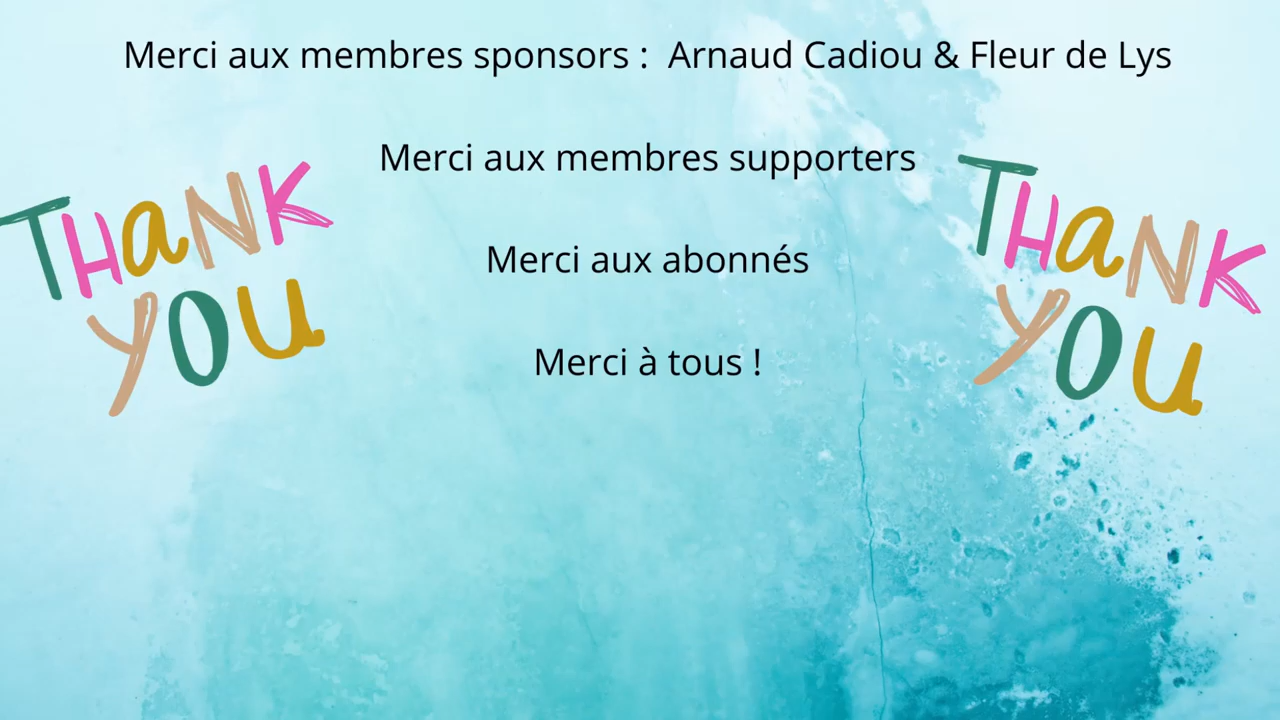 Merci aux membres sponsors : Arnaud Cadiou & Fleur de Lys
Merci aux membres supporters
THANK
YOU
Merci aux abonnés
Merci à tous !
THANK
YOU